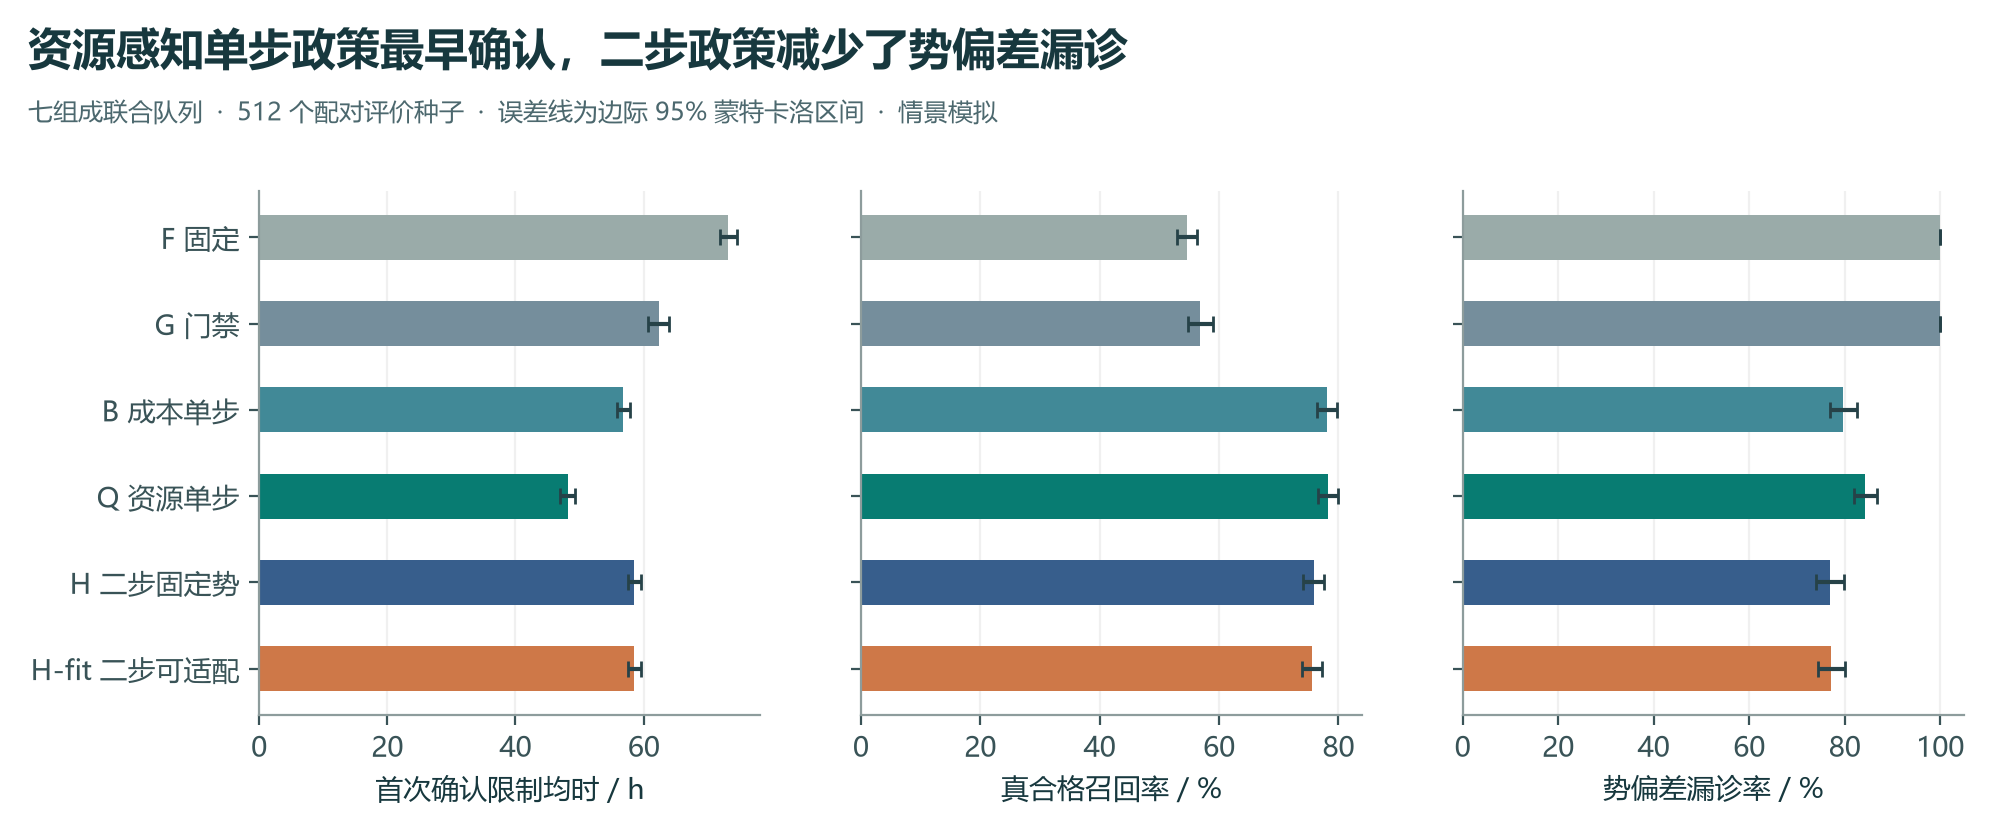 资源感知单步政策最早确认，二步政策减少了势偏差漏诊
七组成联合队列 · 512 个配对评价种子 · 误差线为边际 95% 蒙特卡洛区间 · 情景模拟
F 固定
G 门禁
B 成本单步
Q 资源单步
H 二步固定势
H-fit 二步可适配
0 20 40 60
首次确认限制均时 / h
0 20 40 60 80
真合格召回率 / %
0 20 40 60 80 100
势偏差漏诊率 / %